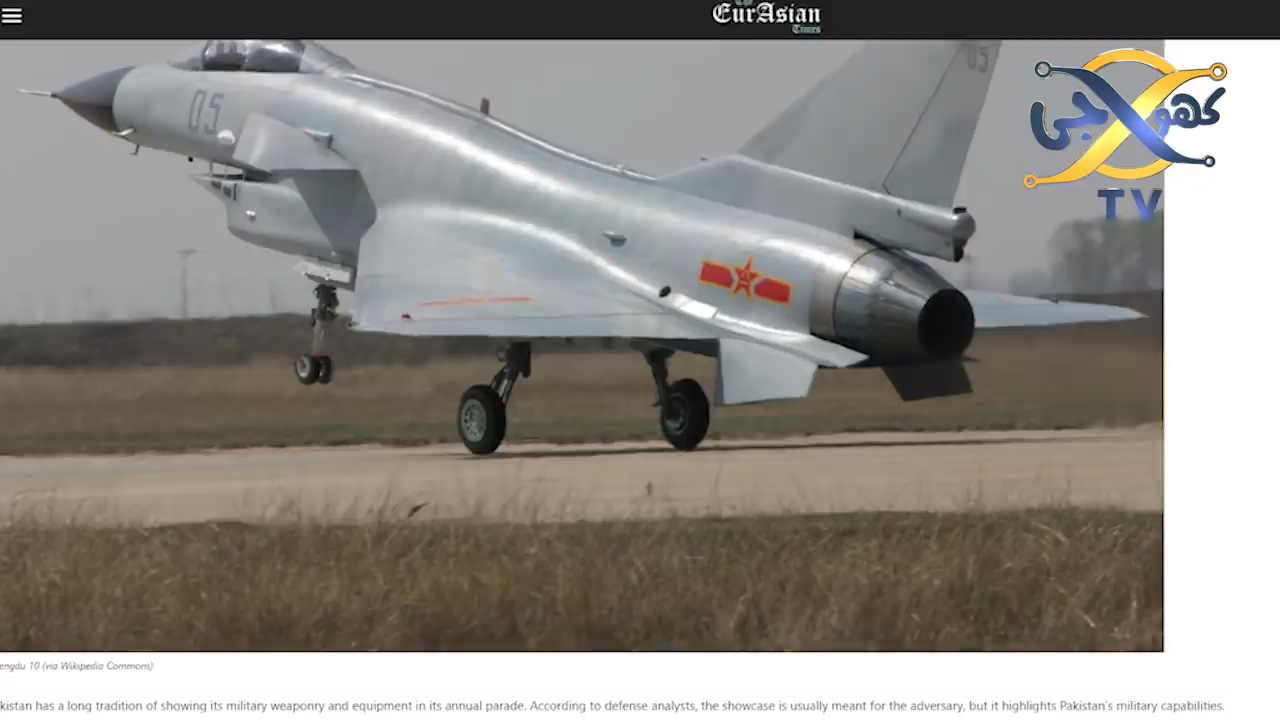 The
EurAsian
Times
05
05
کھوجی
TV
engdu 10 (via Wikipedia Commons)
kistan has a long tradition of showing its military weaponry and equipment in its annual parade. According to defense analysts, the showcase is usually meant for the adversary, but it highlights Pakistan's military capabilities.